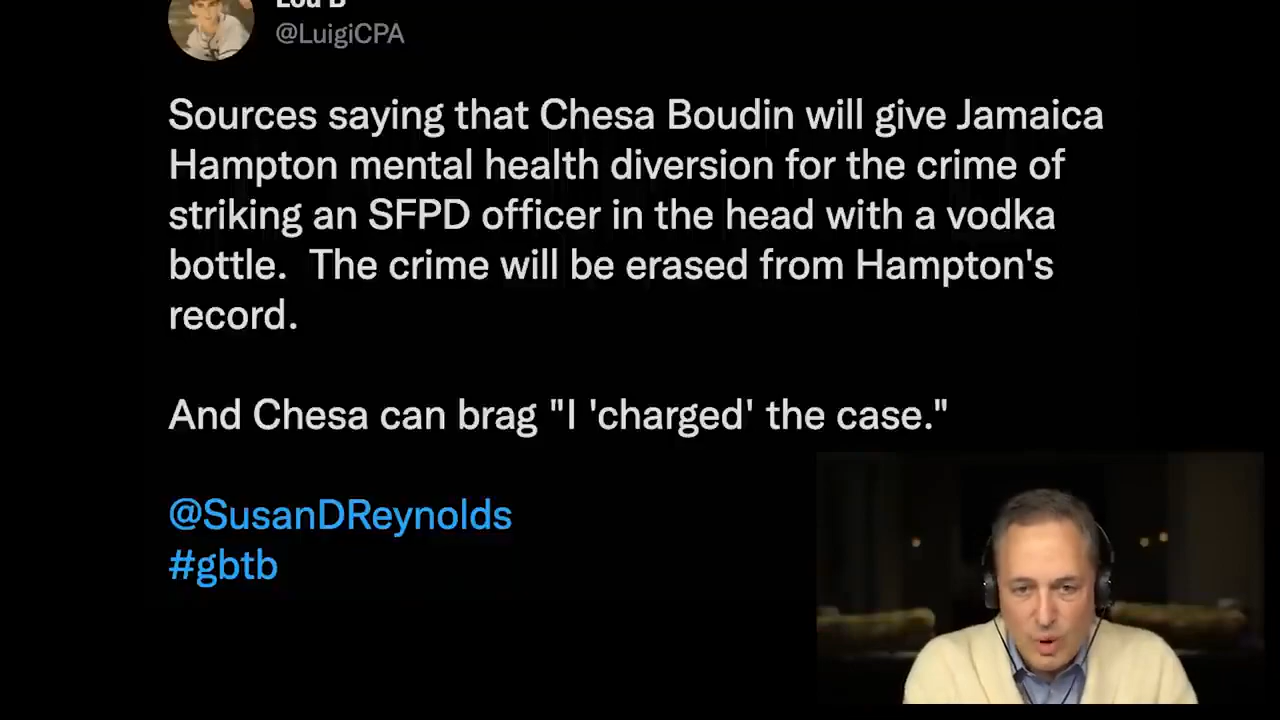 Lou B
@LuigiCPA
Sources saying that Chesa Boudin will give Jamaica
Hampton mental health diversion for the crime of
striking an SFPD officer in the head with a vodka
bottle.  The crime will be erased from Hampton's
record.
And Chesa can brag "I 'charged' the case."
@SusanDReynolds
#gbtb